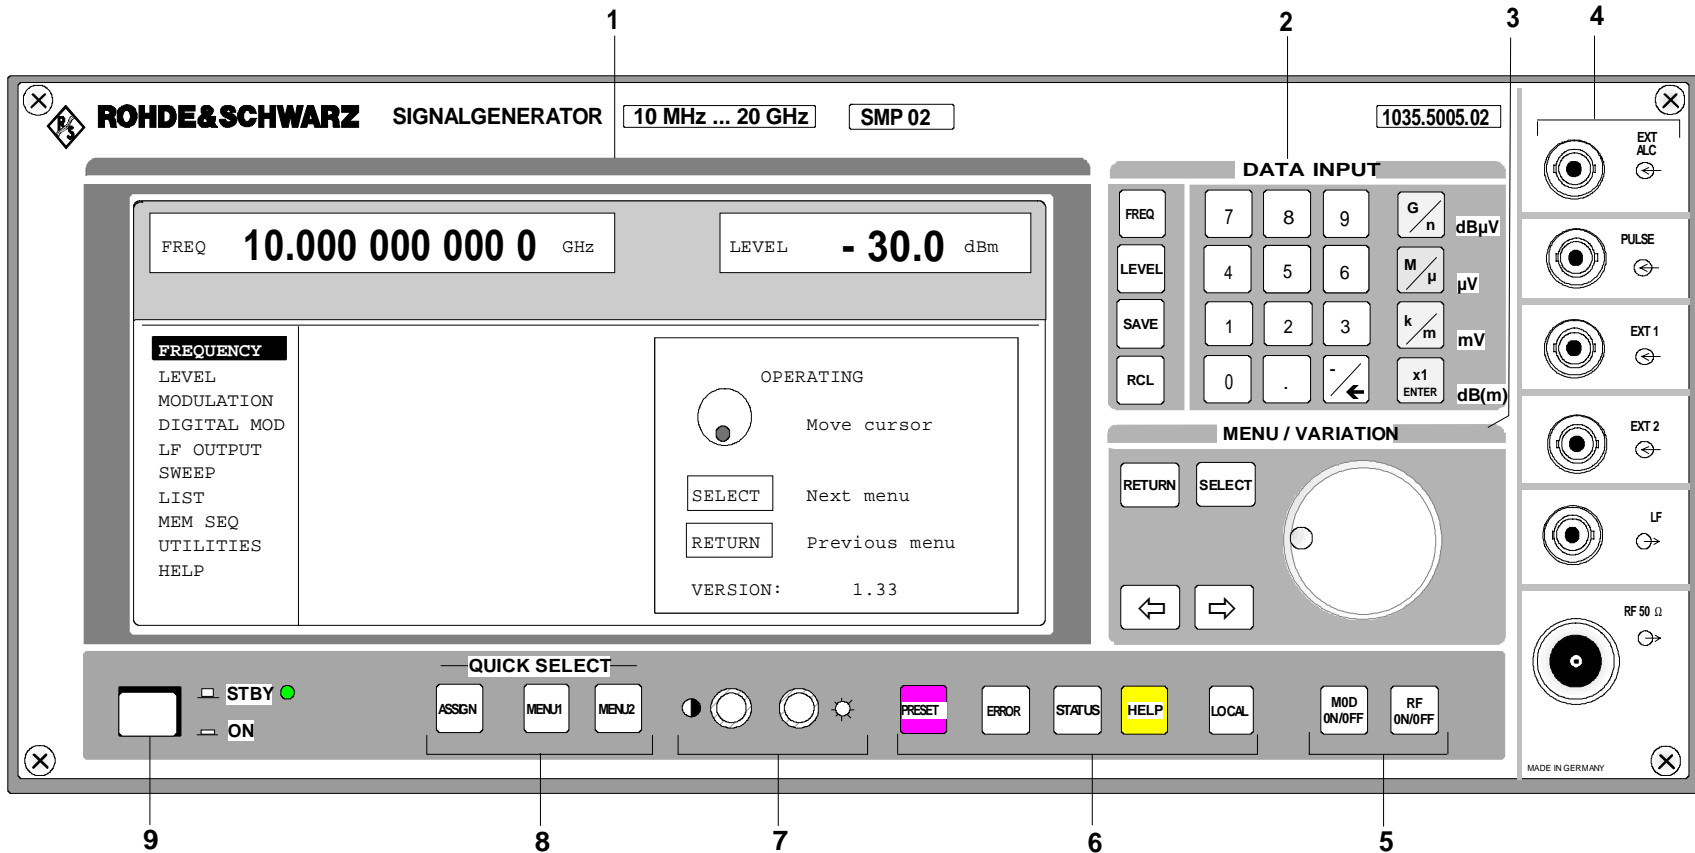 1
2
3
4
R/S
ROHDE&SCHWARZ SIGNALGENERATOR 10 MHz ... 20 GHz SMP 02 1035.5005.02
FREQ 10.000 000 000 0 GHz LEVEL - 30.0 dBm
FREQUENCY
LEVEL
MODULATION
DIGITAL MOD
LF OUTPUT
SWEEP
LIST
MEM SEQ
UTILITIES
HELP
OPERATING
Move cursor
SELECT Next menu
RETURN Previous menu
VERSION: 1.33
DATA INPUT
FREQ 7 8 9 G/n dBµV
LEVEL 4 5 6 M/µ µV
SAVE 1 2 3 k/m mV
RCL 0 . -/← x1 ENTER dB(m)
MENU / VARIATION
RETURN SELECT
⇦ ⇨
EXT
ALC
PULSE
EXT 1
EXT 2
LF
RF 50 Ω
MADE IN GERMANY
STBY
ON
QUICK SELECT
ASSIGN MENU1 MENU2
PRESET ERROR STATUS HELP LOCAL
MOD
ON/OFF
RF
ON/OFF
9
8
7
6
5